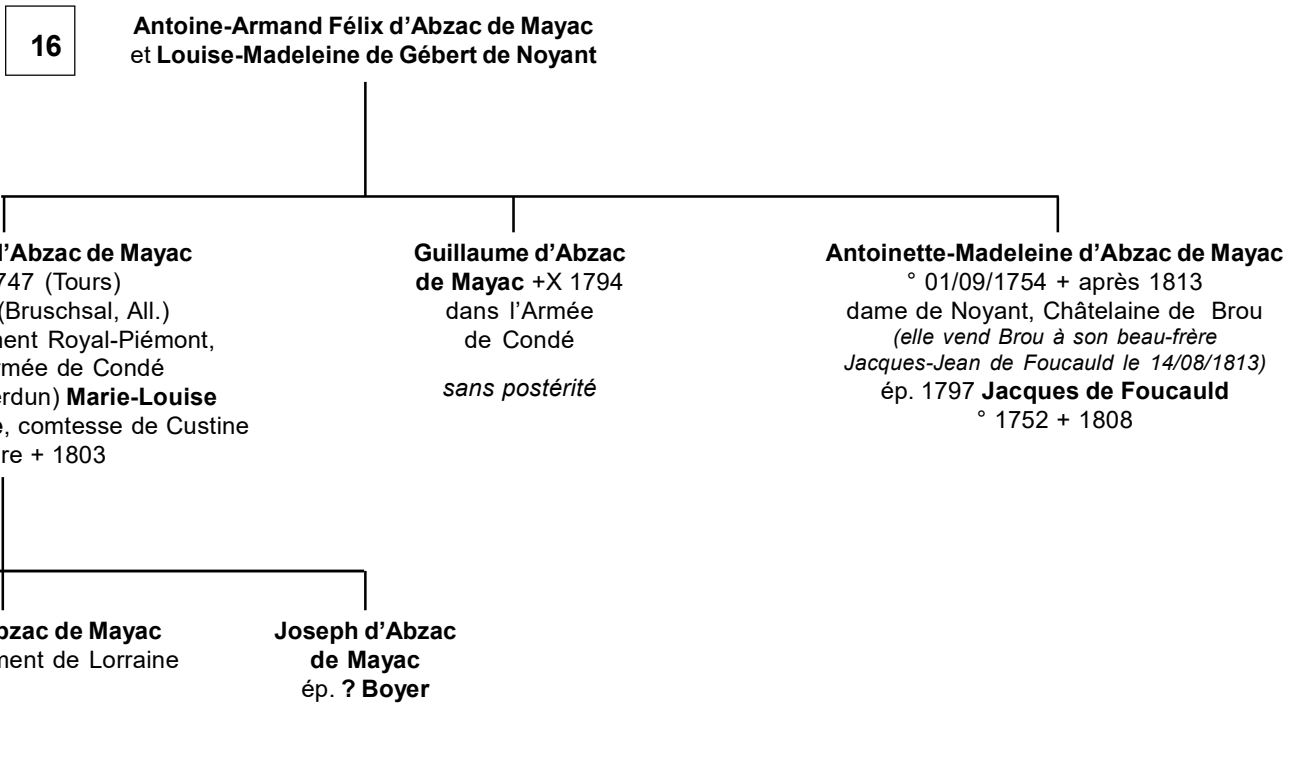 16
Antoine-Armand Félix d’Abzac de Mayac
et Louise-Madeleine de Gébert de Noyant
d’Abzac de Mayac
747 (Tours)
(Bruschsal, All.)
ment Royal-Piémont,
rmée de Condé
erdun) Marie-Louise
e, comtesse de Custine
re + 1803
Guillaume d’Abzac
de Mayac +X 1794
dans l’Armée
de Condé
sans postérité
Antoinette-Madeleine d’Abzac de Mayac
° 01/09/1754 + après 1813
dame de Noyant, Châtelaine de Brou
(elle vend Brou à son beau-frère
Jacques-Jean de Foucauld le 14/08/1813)
ép. 1797 Jacques de Foucauld
° 1752 + 1808
bzac de Mayac
ment de Lorraine
Joseph d’Abzac
de Mayac
ép. ? Boyer